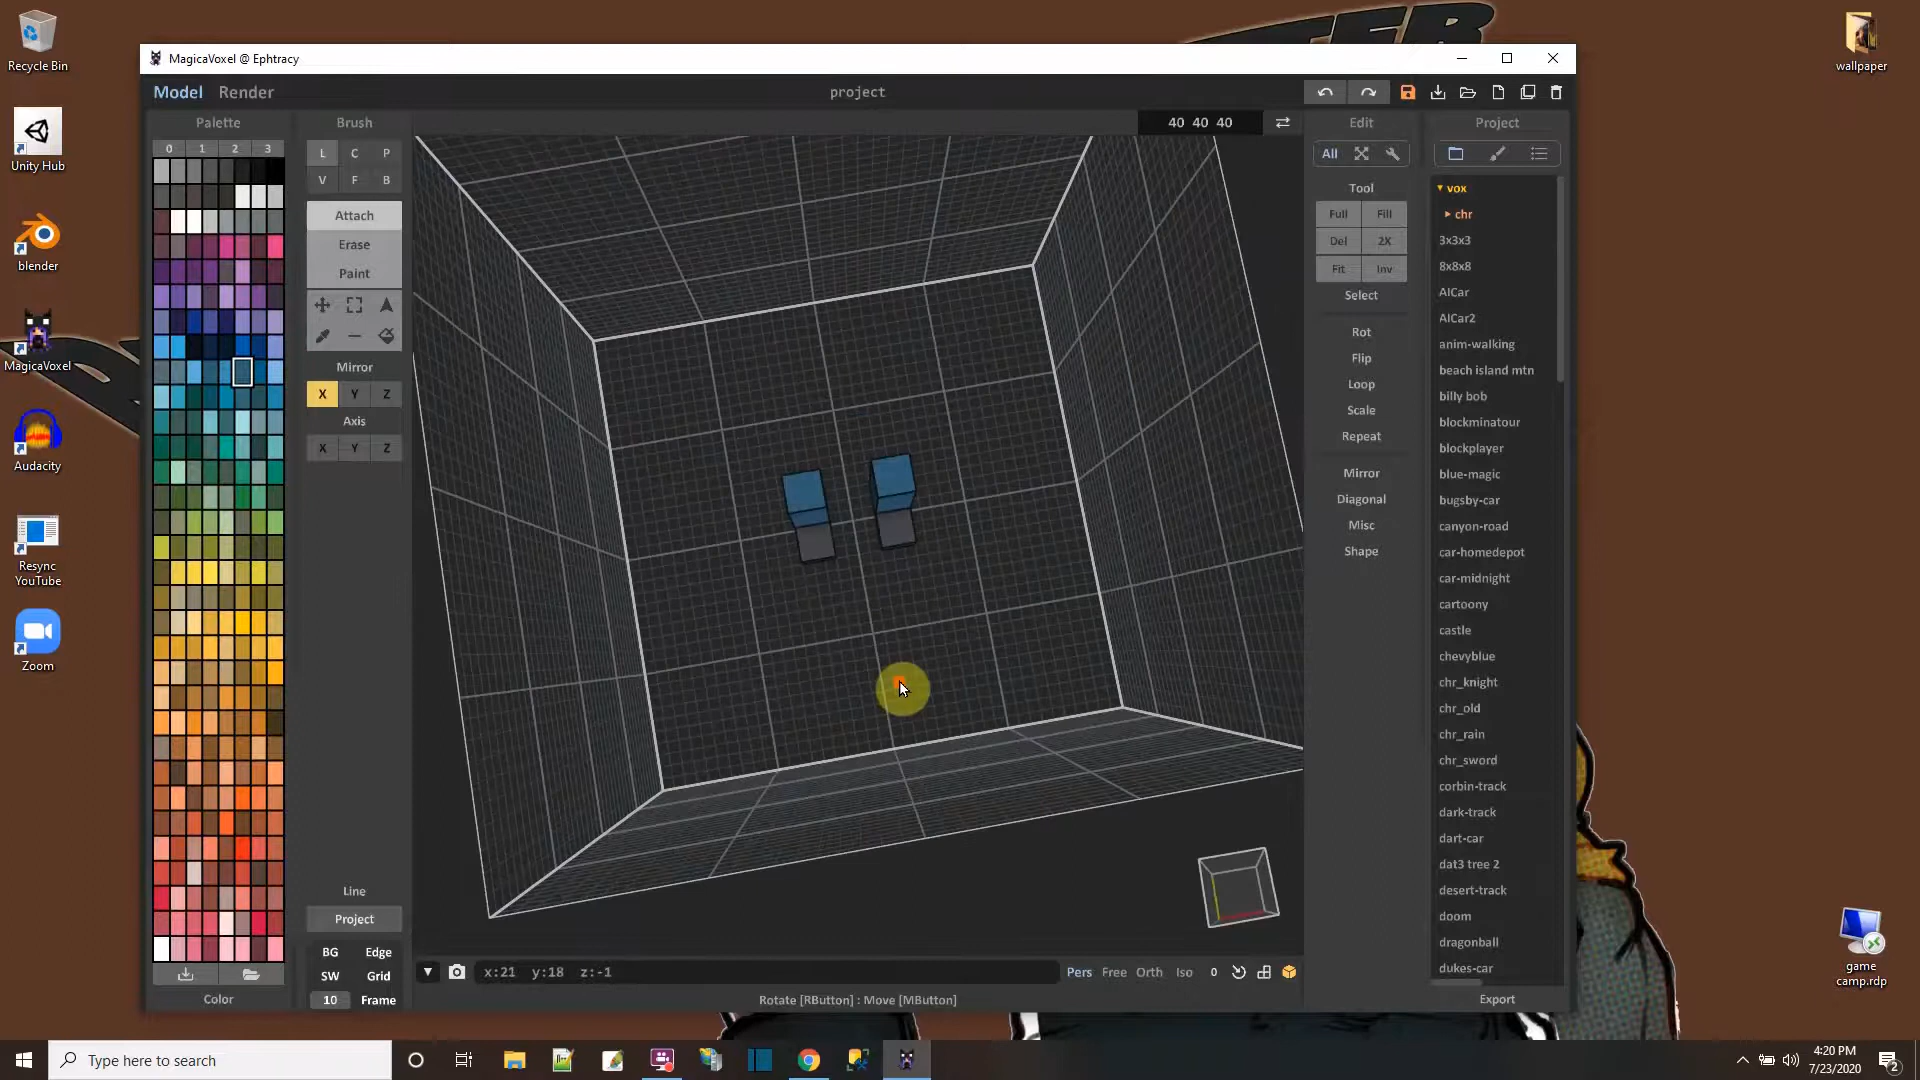 Recycle Bin
Unity Hub
blender
MagicaVoxel
Audacity
Resync
YouTube
Zoom
wallpaper
game
camp.rdp
MagicaVoxel @ Ephtracy
Model Render
project
Palette
0 1 2 3
Color
Brush
L C P
V F B
Attach
Erase
Paint
Mirror
X Y Z
Axis
X Y Z
Line
Project
BG Edge
SW Grid
10 Frame
40 40 40
x:21 y:18 z:-1
Pers Free Orth Iso 0
Rotate [RButton] : Move [MButton]
Edit
All
Tool
Full Fill
Del 2X
Fit Inv
Select
Rot
Flip
Loop
Scale
Repeat
Mirror
Diagonal
Misc
Shape
Project
vox
chr
3x3x3
8x8x8
AICar
AICar2
anim-walking
beach island mtn
billy bob
blockminatour
blockplayer
blue-magic
bugsby-car
canyon-road
car-homedepot
car-midnight
cartoony
castle
chevyblue
chr_knight
chr_old
chr_rain
chr_sword
corbin-track
dark-track
dart-car
dat3 tree 2
desert-track
doom
dragonball
dukes-car
Export
Type here to search
4:20 PM
7/23/2020
2